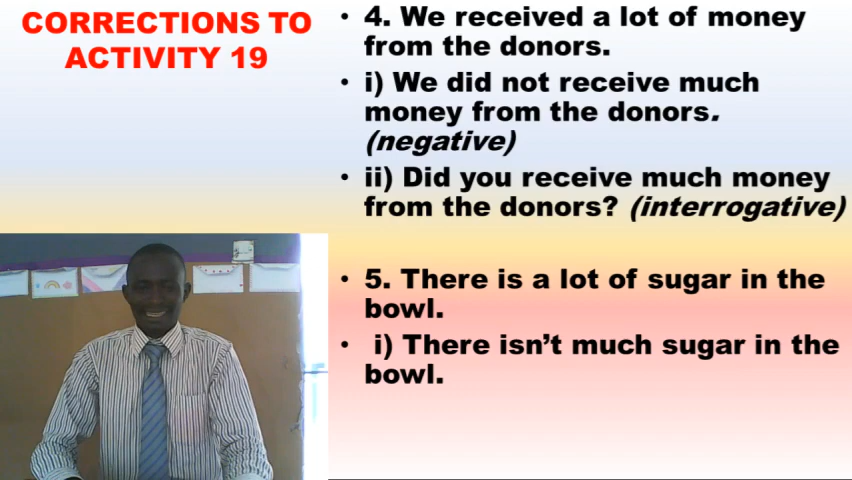 CORRECTIONS TO
ACTIVITY 19
• 4. We received a lot of money
from the donors.
• i) We did not receive much
money from the donors.
(negative)
• ii) Did you receive much money
from the donors? (interrogative)
• 5. There is a lot of sugar in the
bowl.
• i) There isn’t much sugar in the
bowl.